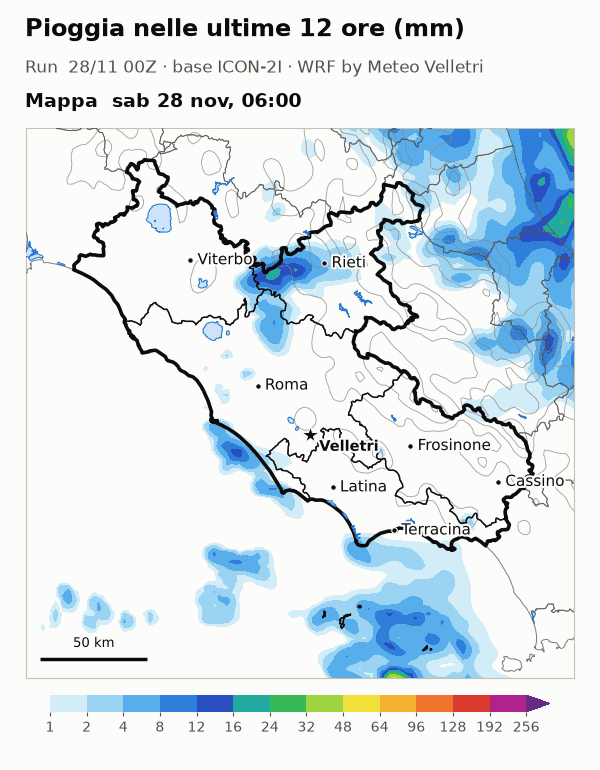 Pioggia nelle ultime 12 ore (mm)
Run  28/11 00Z · base ICON-2I · WRF by Meteo Velletri
Mappa  sab 28 nov, 06:00
Viterbo
Rieti
Roma
Velletri
Frosinone
Cassino
Latina
Terracina
50 km
1 2 4 8 12 16 24 32 48 64 96 128 192 256